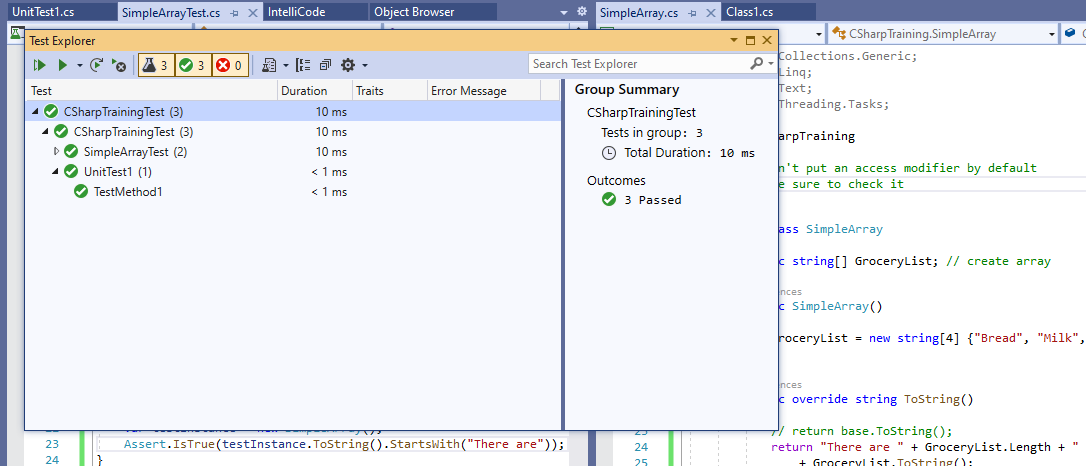 UnitTest1.cs SimpleArrayTest.cs IntelliCode Object Browser
SimpleArray.cs Class1.cs
CSharpTraining.SimpleArray
Test Explorer
3 3 0
Search Test Explorer
Test Duration Traits Error Message
CSharpTrainingTest (3) 10 ms
CSharpTrainingTest (3) 10 ms
SimpleArrayTest (2) 10 ms
UnitTest1 (1) < 1 ms
TestMethod1 < 1 ms
Group Summary
CSharpTrainingTest
Tests in group: 3
Total Duration: 10 ms
Outcomes
3 Passed
23 Assert.IsTrue(testInstance.ToString().StartsWith("There are"));
24 }
Collections.Generic;
Linq;
Text;
Threading.Tasks;
arpTraining
n't put an access modifier by default
e sure to check it
ass SimpleArray
c string[] GroceryList; // create array
nces
c SimpleArray()
roceryList = new string[4] {"Bread", "Milk",
nces
c override string ToString()
// return base.ToString();
24 return "There are " + GroceryList.Length + "
25 + GroceryList.ToString();